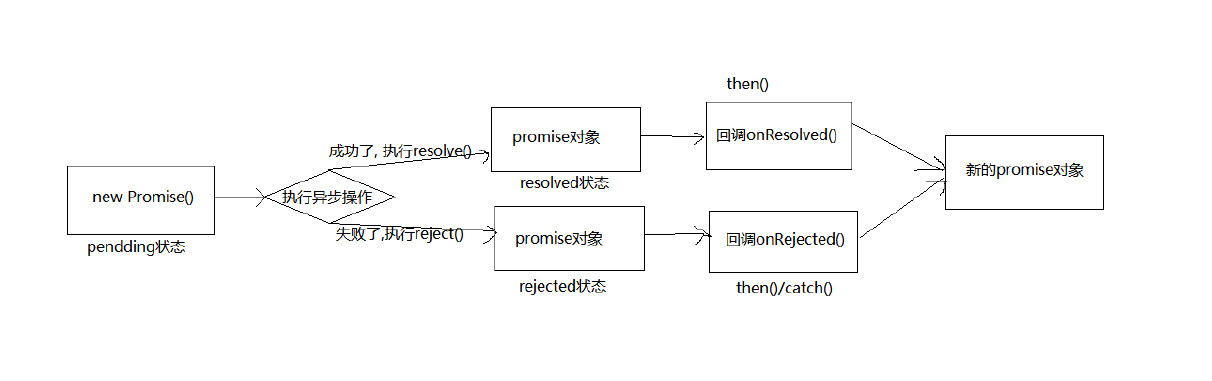 then()
成功了, 执行resolve()
promise对象
回调onResolved()
new Promise()
执行异步操作
resolved状态
新的promise对象
pendding状态
失败了,执行reject()
promise对象
回调onRejected()
rejected状态
then()/catch()